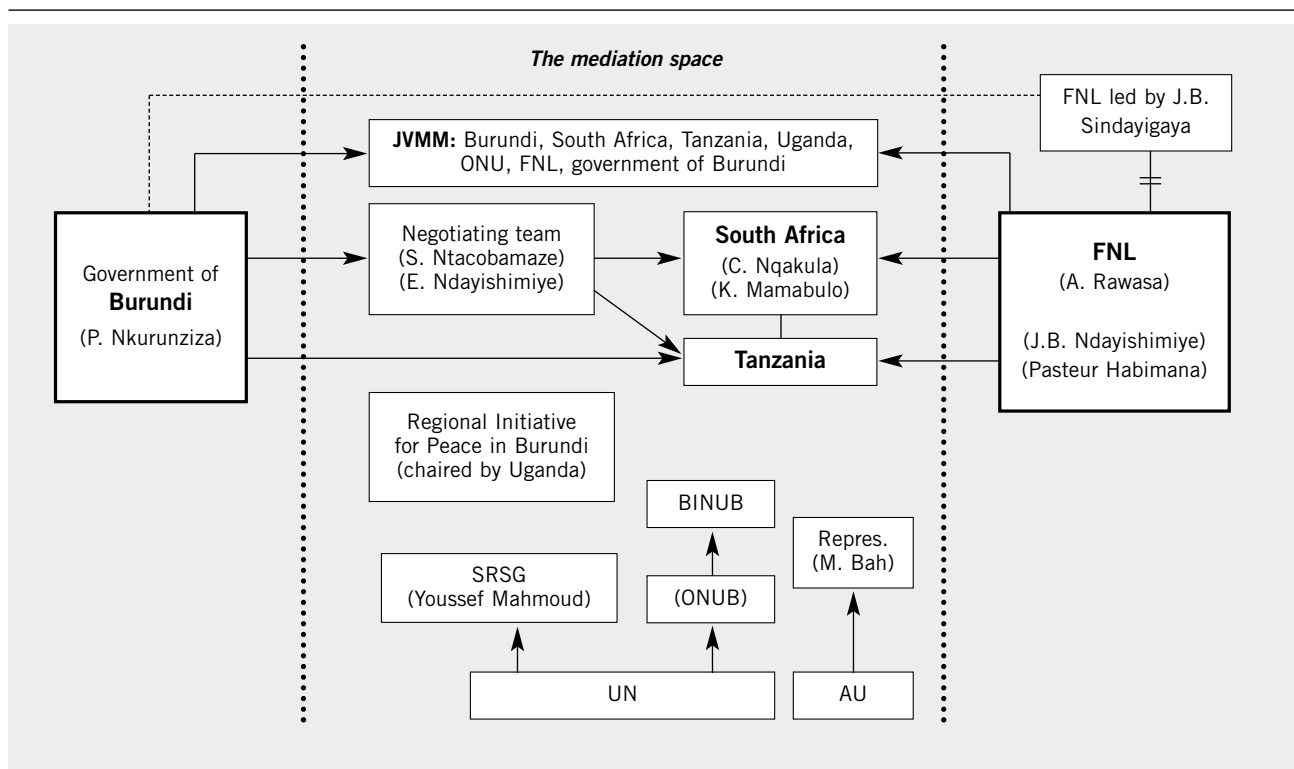 The mediation space
FNL led by J.B.
Sindayigaya
JVMM: Burundi, South Africa, Tanzania, Uganda,
ONU, FNL, government of Burundi
Government of
Burundi
(P. Nkurunziza)
Negotiating team
(S. Ntacobamaze)
(E. Ndayishimiye)
South Africa
(C. Nqakula)
(K. Mamabulo)
Tanzania
FNL
(A. Rawasa)
(J.B. Ndayishimiye)
(Pasteur Habimana)
Regional Initiative
for Peace in Burundi
(chaired by Uganda)
BINUB
Repres.
(M. Bah)
SRSG
(Youssef Mahmoud)
(ONUB)
UN
AU